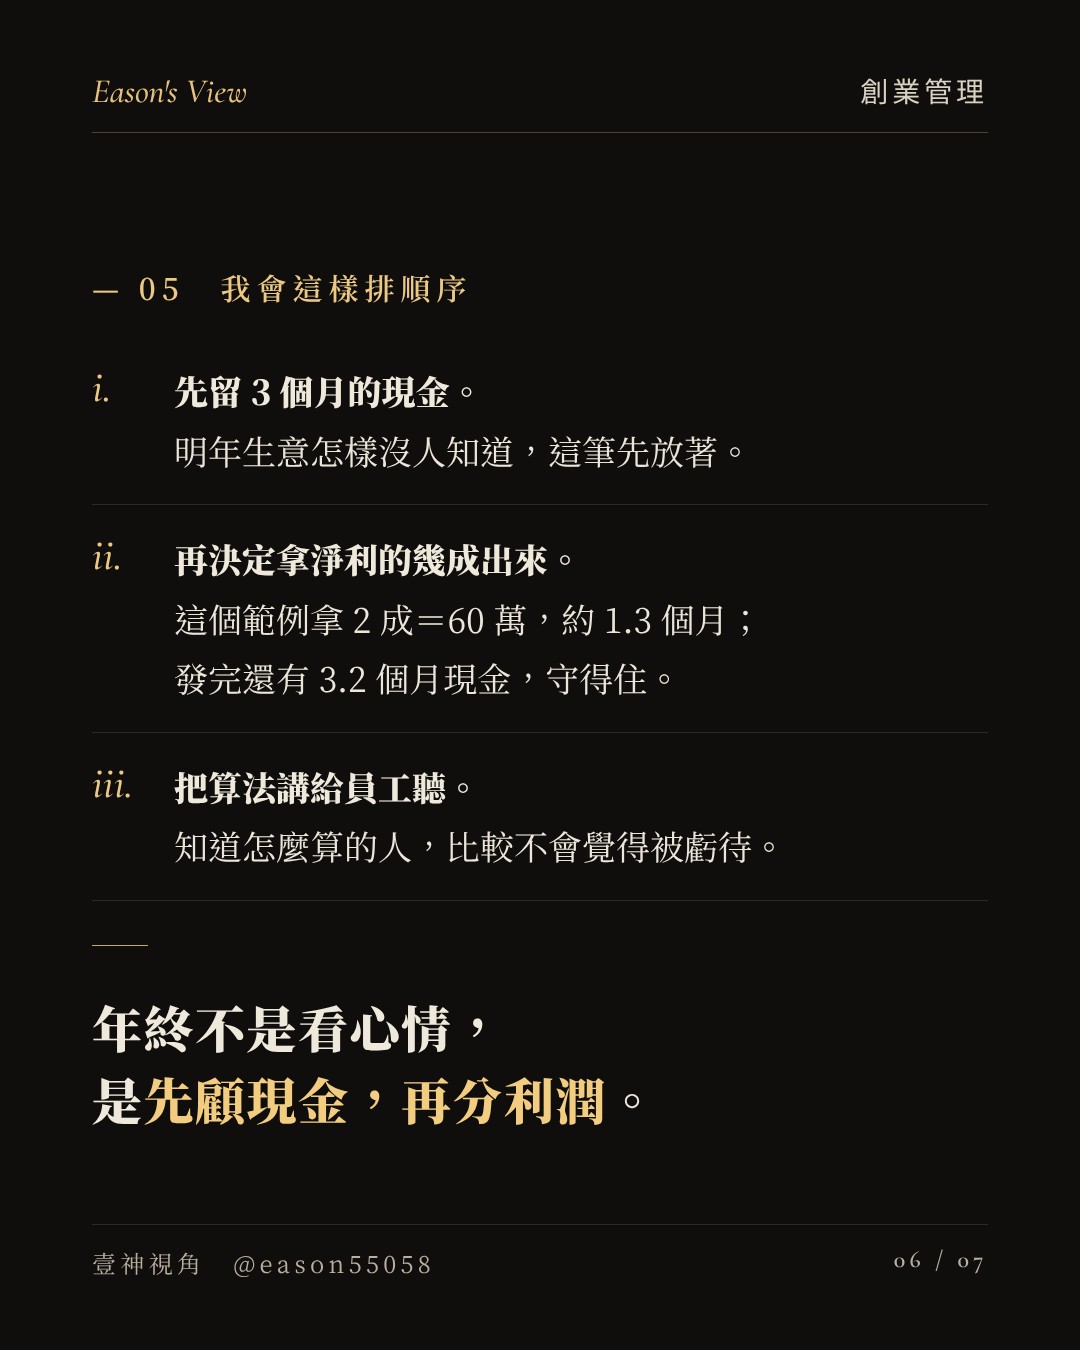 Eason's View
創業管理
— 05 我會這樣排順序
i. 先留 3 個月的現金。
明年生意怎樣沒人知道，這筆先放著。
ii. 再決定拿淨利的幾成出來。
這個範例拿 2 成＝60 萬，約 1.3 個月；
發完還有 3.2 個月現金，守得住。
iii. 把算法講給員工聽。
知道怎麼算的人，比較不會覺得被虧待。
年終不是看心情，
是先顧現金，再分利潤。
壹神視角 @eason55058
06 / 07